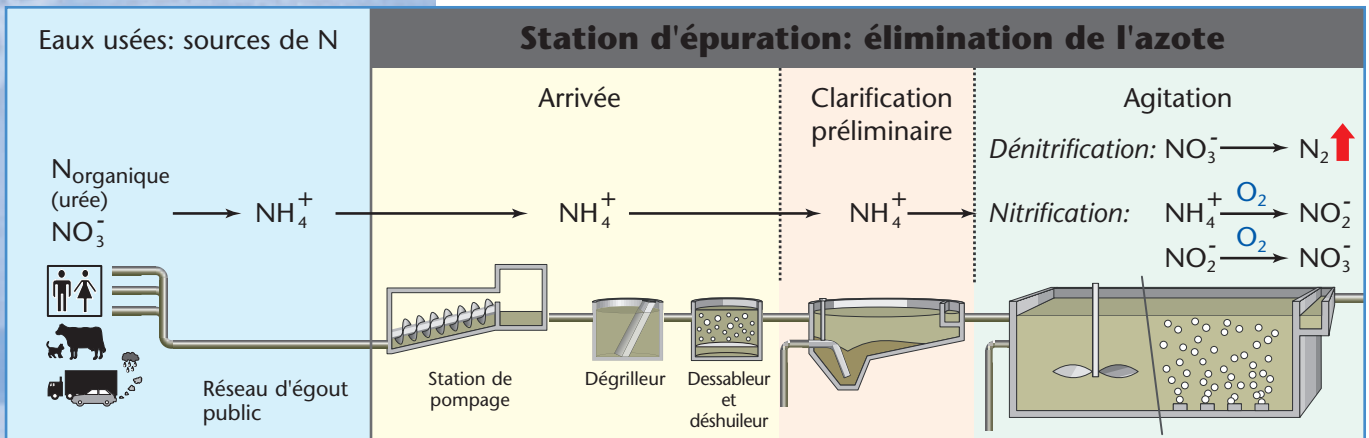 Eaux usées: sources de N
Station d'épuration: élimination de l'azote
Arrivée
Clarification
préliminaire
Agitation
Dénitrification: NO₃⁻ → N₂
Norganique
(urée)
NO₃⁻
→ NH₄⁺ → NH₄⁺ → NH₄⁺ →
Nitrification: NH₄⁺ O₂ → NO₂⁻
NO₂⁻ O₂ → NO₃⁻
Réseau d'égout
public
Station de
pompage
Dégrilleur
Dessableur
et
déshuileur